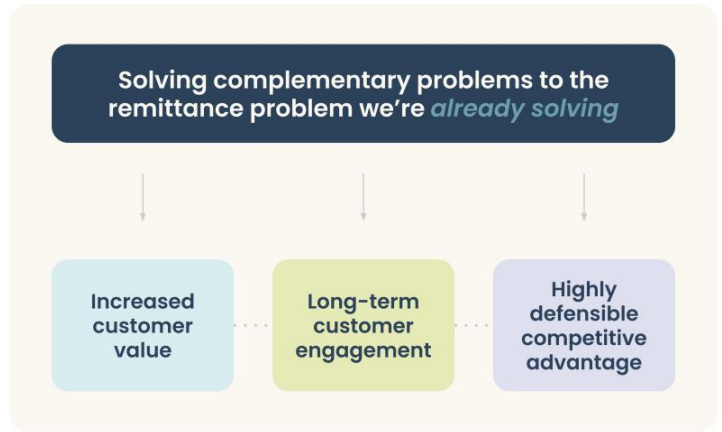 Solving complementary problems to the
remittance problem we're already solving
Increased
customer
value
Long-term
customer
engagement
Highly
defensible
competitive
advantage